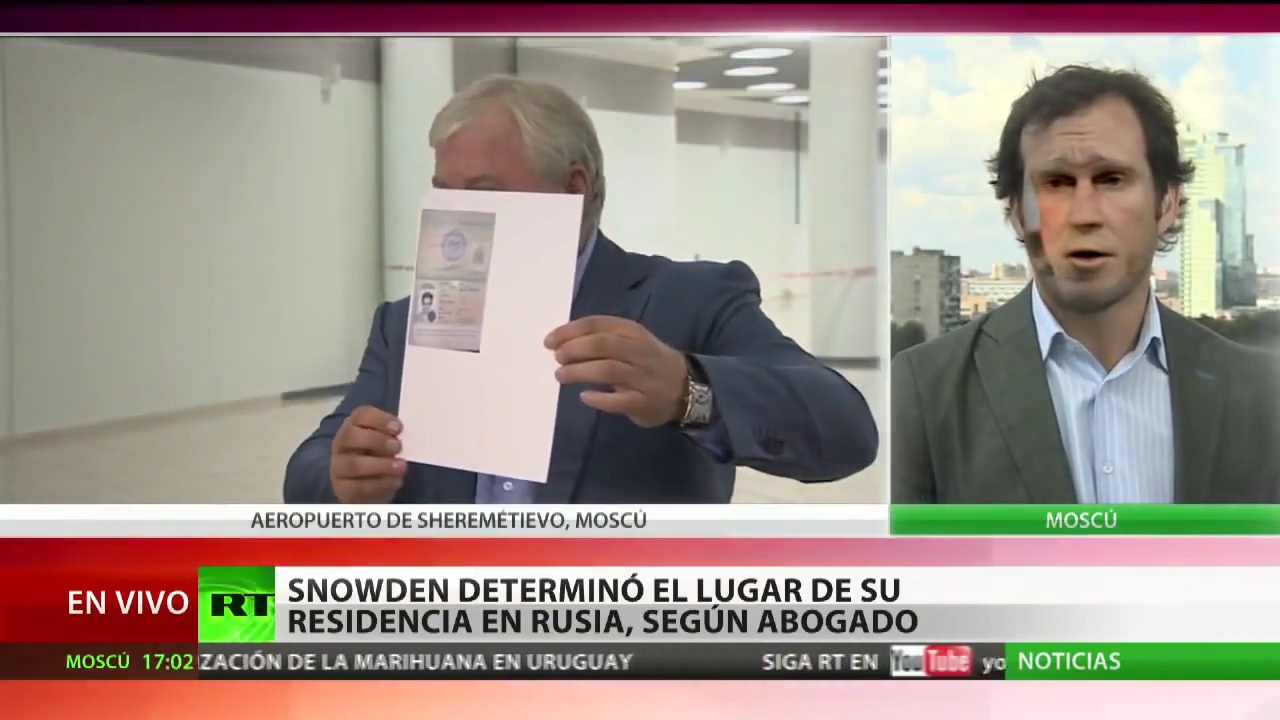 AEROPUERTO DE SHEREMÉTIEVO, MOSCÚ
MOSCÚ
EN VIVO
RT
SNOWDEN DETERMINÓ EL LUGAR DE SU
RESIDENCIA EN RUSIA, SEGÚN ABOGADO
MOSCÚ 17:02
ZACIÓN DE LA MARIHUANA EN URUGUAY SIGA RT EN YouTube yo
NOTICIAS